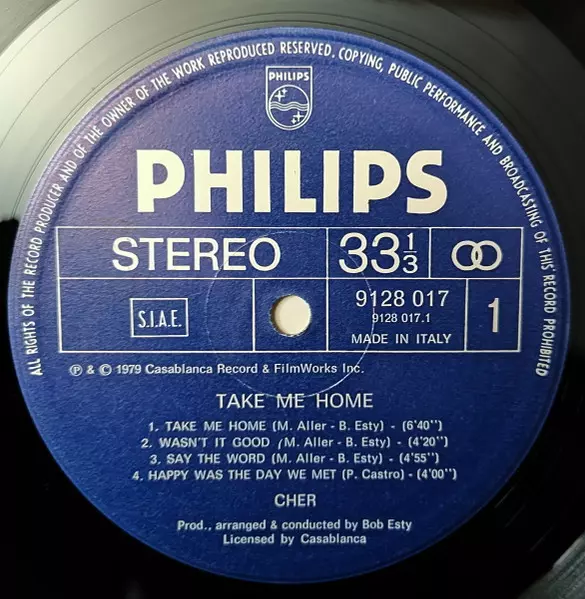 ALL RIGHTS OF THE RECORD PRODUCER AND OF THE OWNER OF THE WORK REPRODUCED RESERVED. COPYING, PUBLIC PERFORMANCE AND BROADCASTING OF THIS RECORD PROHIBITED
PHILIPS
PHILIPS
STEREO
33 1/3
S.I.A.E.
9128 017
9128 017.1
MADE IN ITALY
1
℗ & © 1979 Casablanca Record & FilmWorks Inc.
TAKE ME HOME
1. TAKE ME HOME (M. Aller - B. Esty) - (6'40'')
2. WASN'T IT GOOD (M. Aller - B. Esty) - (4'20'')
3. SAY THE WORD (M. Aller - B. Esty) - (4'55'')
4. HAPPY WAS THE DAY WE MET (P. Castro) - (4'00'')
CHER
Prod., arranged & conducted by Bob Esty
Licensed by Casablanca